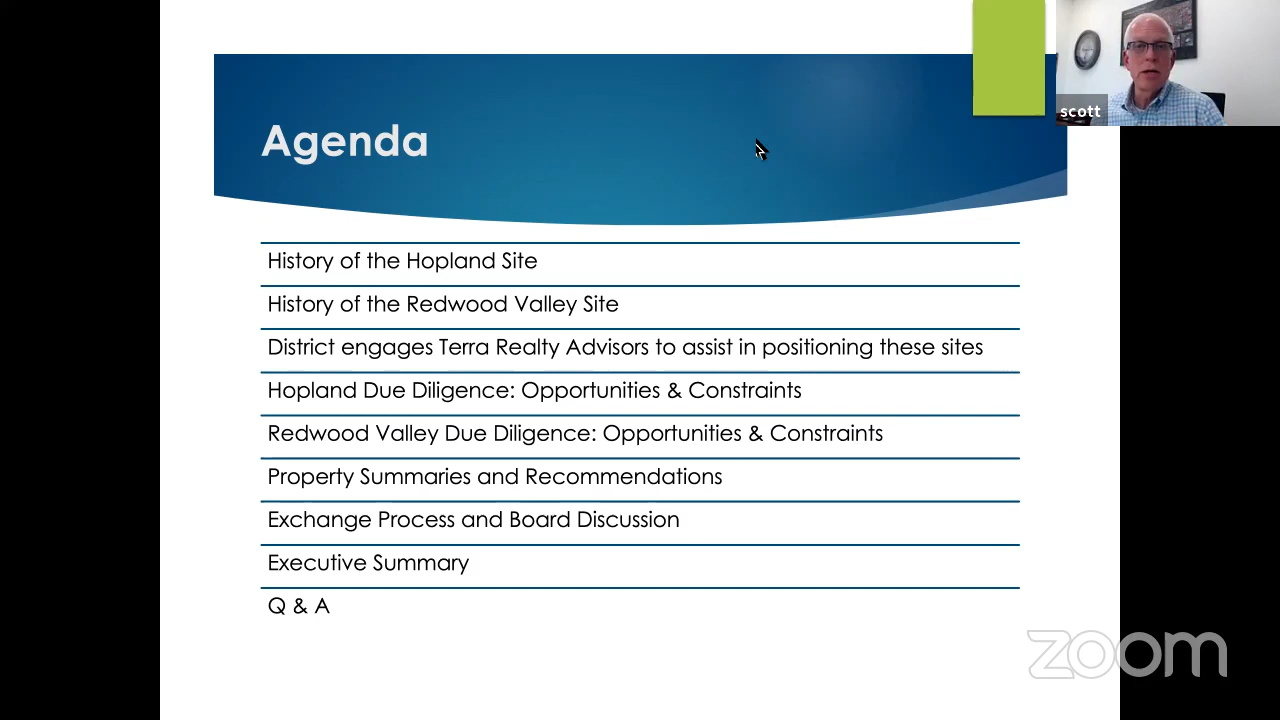 Agenda
scott
History of the Hopland Site
History of the Redwood Valley Site
District engages Terra Realty Advisors to assist in positioning these sites
Hopland Due Diligence: Opportunities & Constraints
Redwood Valley Due Diligence: Opportunities & Constraints
Property Summaries and Recommendations
Exchange Process and Board Discussion
Executive Summary
Q & A
zoom